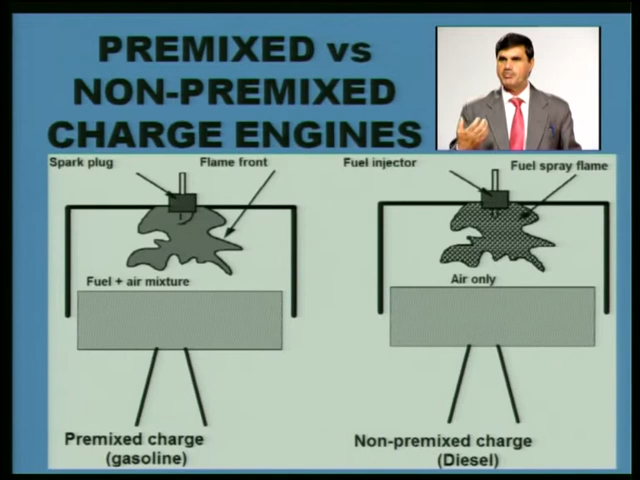 PREMIXED vs
NON-PREMIXED
CHARGE ENGINES
Spark plug
Flame front
Fuel + air mixture
Premixed charge
(gasoline)
Fuel injector
Fuel spray flame
Air only
Non-premixed charge
(Diesel)